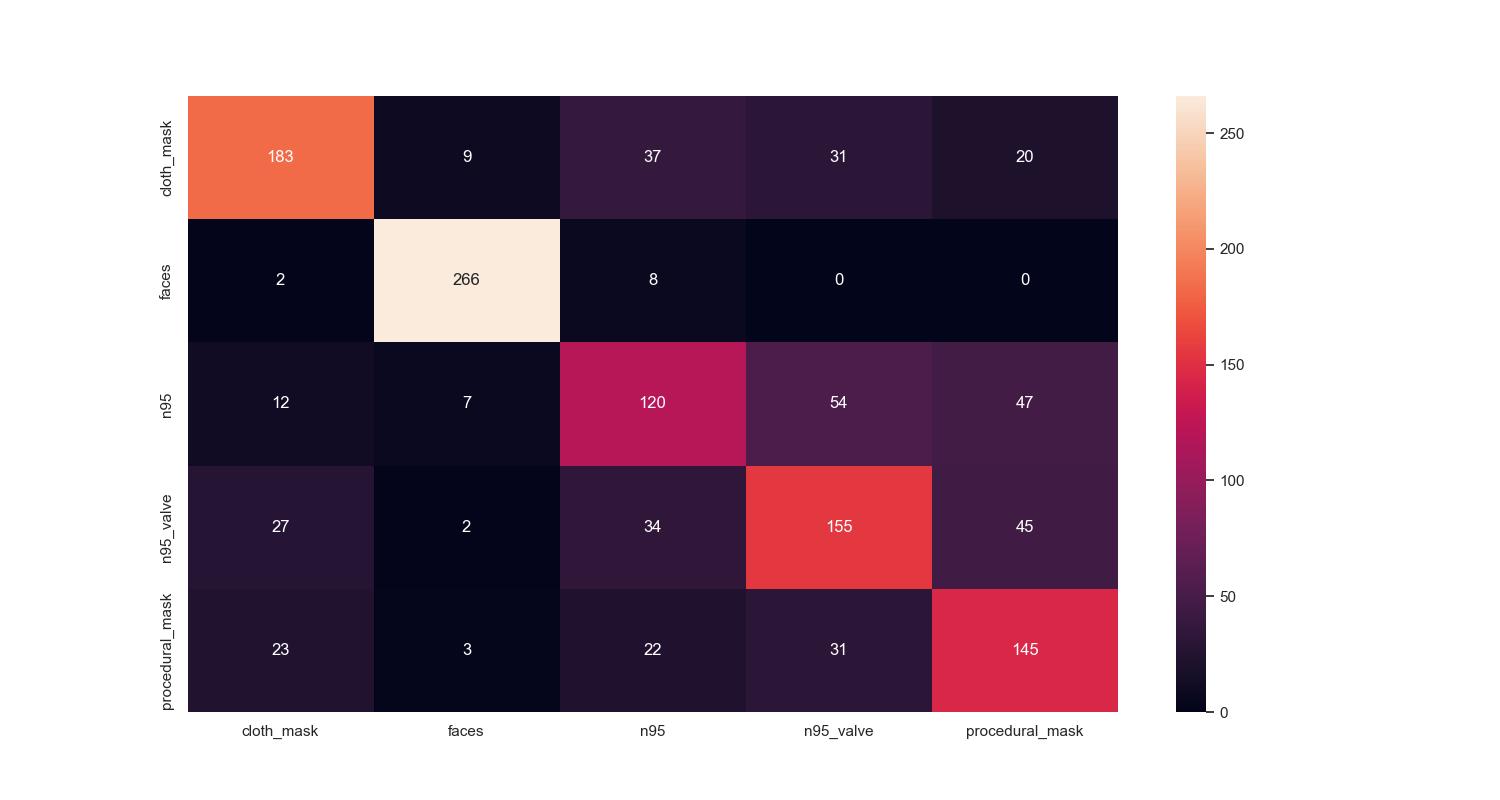 cloth_mask 183 9 37 31 20
faces 2 266 8 0 0
n95 12 7 120 54 47
n95_valve 27 2 34 155 45
procedural_mask 23 3 22 31 145
cloth_mask faces n95 n95_valve procedural_mask
250
200
150
100
50
0